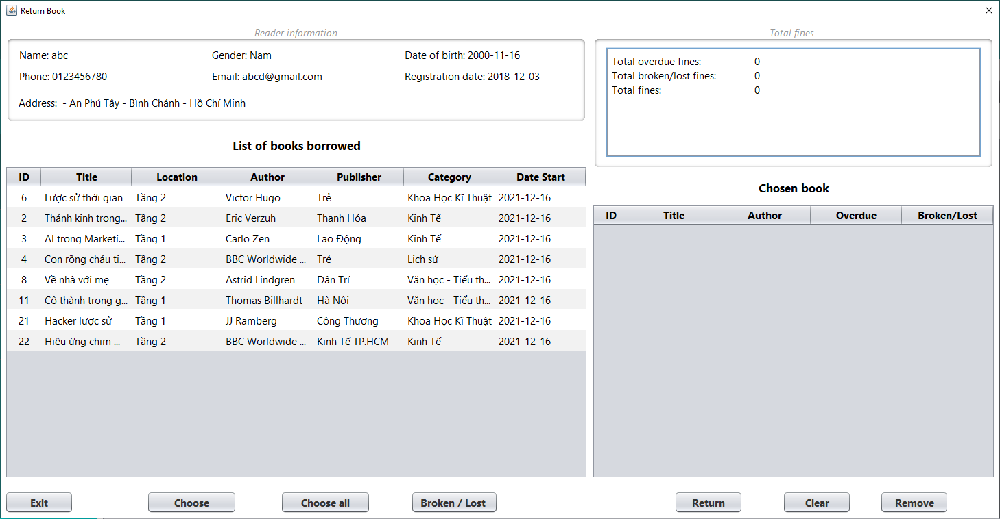 Return Book
Reader information
Name: abc Gender: Nam Date of birth: 2000-11-16
Phone: 0123456780 Email: abcd@gmail.com Registration date: 2018-12-03
Address: - An Phú Tây - Bình Chánh - Hồ Chí Minh
Total fines
Total overdue fines: 0
Total broken/lost fines: 0
Total fines: 0
List of books borrowed
ID Title Location Author Publisher Category Date Start
6 Lược sử thời gian Tầng 2 Victor Hugo Trẻ Khoa Học Kĩ Thuật 2021-12-16
2 Thánh kinh trong... Tầng 2 Eric Verzuh Thanh Hóa Kinh Tế 2021-12-16
3 AI trong Marketi... Tầng 1 Carlo Zen Lao Động Kinh Tế 2021-12-16
4 Con rồng cháu ti... Tầng 2 BBC Worldwide ... Trẻ Lịch sử 2021-12-16
8 Về nhà với mẹ Tầng 2 Astrid Lindgren Dân Trí Văn học - Tiểu th... 2021-12-16
11 Cô thành trong g... Tầng 1 Thomas Billhardt Hà Nội Văn học - Tiểu th... 2021-12-16
21 Hacker lược sử Tầng 1 JJ Ramberg Công Thương Khoa Học Kĩ Thuật 2021-12-16
22 Hiệu ứng chim ... Tầng 2 BBC Worldwide ... Kinh Tế TP.HCM Kinh Tế 2021-12-16
Chosen book
ID Title Author Overdue Broken/Lost
Exit Choose Choose all Broken / Lost Return Clear Remove